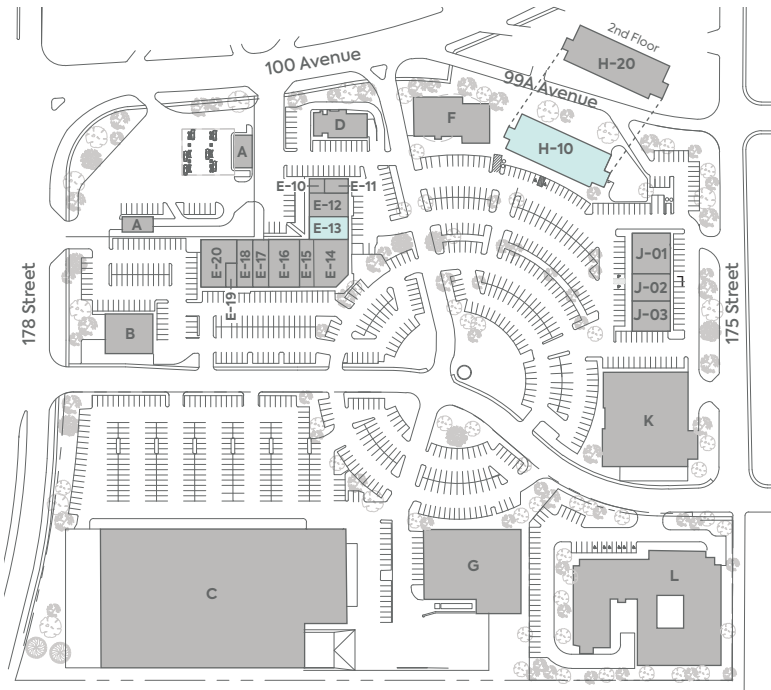 2nd Floor
H-20
100 Avenue
99A Avenue
F
D
H-10
A
E-10
E-11
E-12
A
E-13
J-01
E-20
E-18
E-17
E-16
E-15
E-14
E-19
J-02
J-03
178 Street
175 Street
B
K
G
L
C